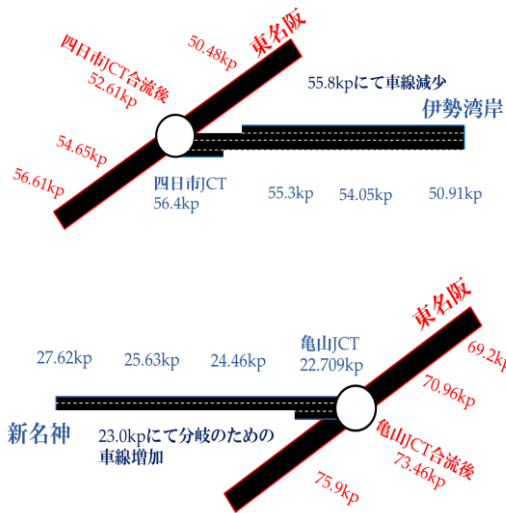 東名阪
50.48kp
四日市JCT合流後
52.61kp
55.8kpにて車線減少
伊勢湾岸
54.65kp
56.61kp
四日市JCT
56.4kp
55.3kp
54.05kp
50.91kp
東名阪
69.2kp
亀山JCT
22.709kp
27.62kp
25.63kp
24.46kp
70.96kp
新名神
23.0kpにて分岐のための
車線増加
亀山JCT合流後
73.46kp
75.9kp